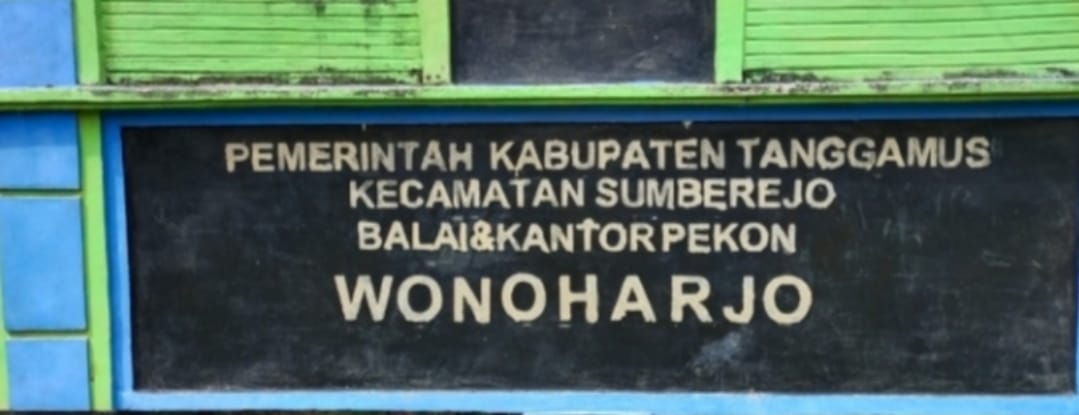 PEMERINTAH KABUPATEN TANGGAMUS
KECAMATAN SUMBEREJO
BALAI&KANTOR PEKON
WONOHARJO